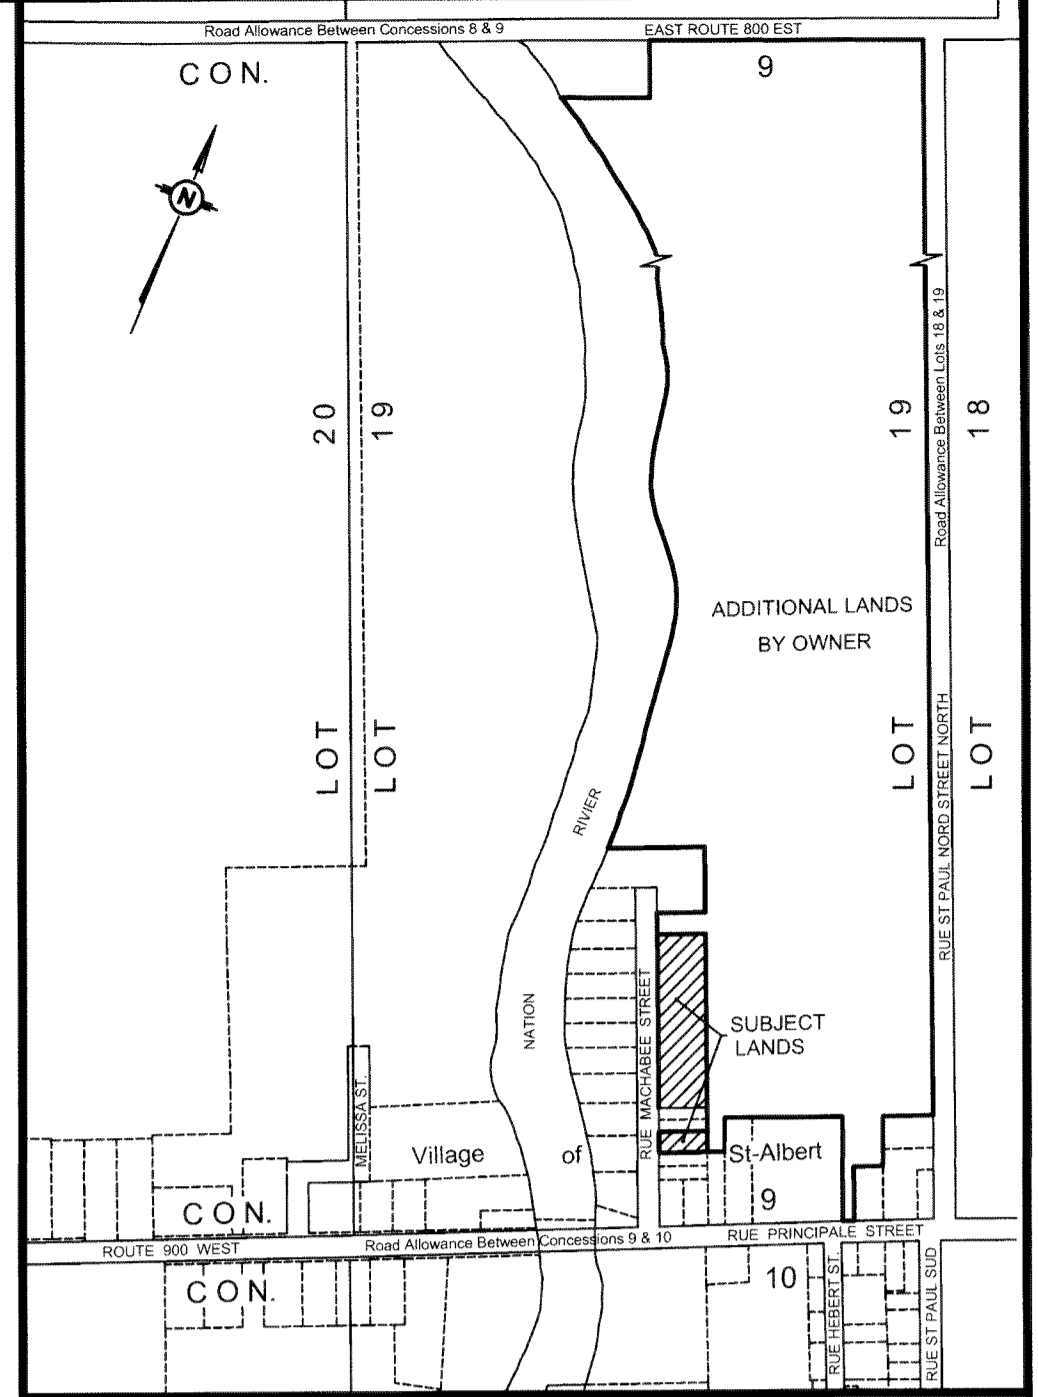 Road Allowance Between Concessions 8 & 9
EAST ROUTE 800 EST
CON.
9
N
20
19
19
18
Road Allowance Between Lots 18 & 19
ADDITIONAL LANDS
BY OWNER
LOT
LOT
LOT
LOT
RUE ST PAUL NORD STREET NORTH
RIVIER
NATION
RUE MACHABEE STREET
SUBJECT
LANDS
MELISSA ST.
Village of St-Albert
CON.
9
ROUTE 900 WEST
Road Allowance Between Concessions 9 & 10
RUE PRINCIPALE STREET
CON.
10
RUE HEBERT ST.
RUE ST PAUL SUD